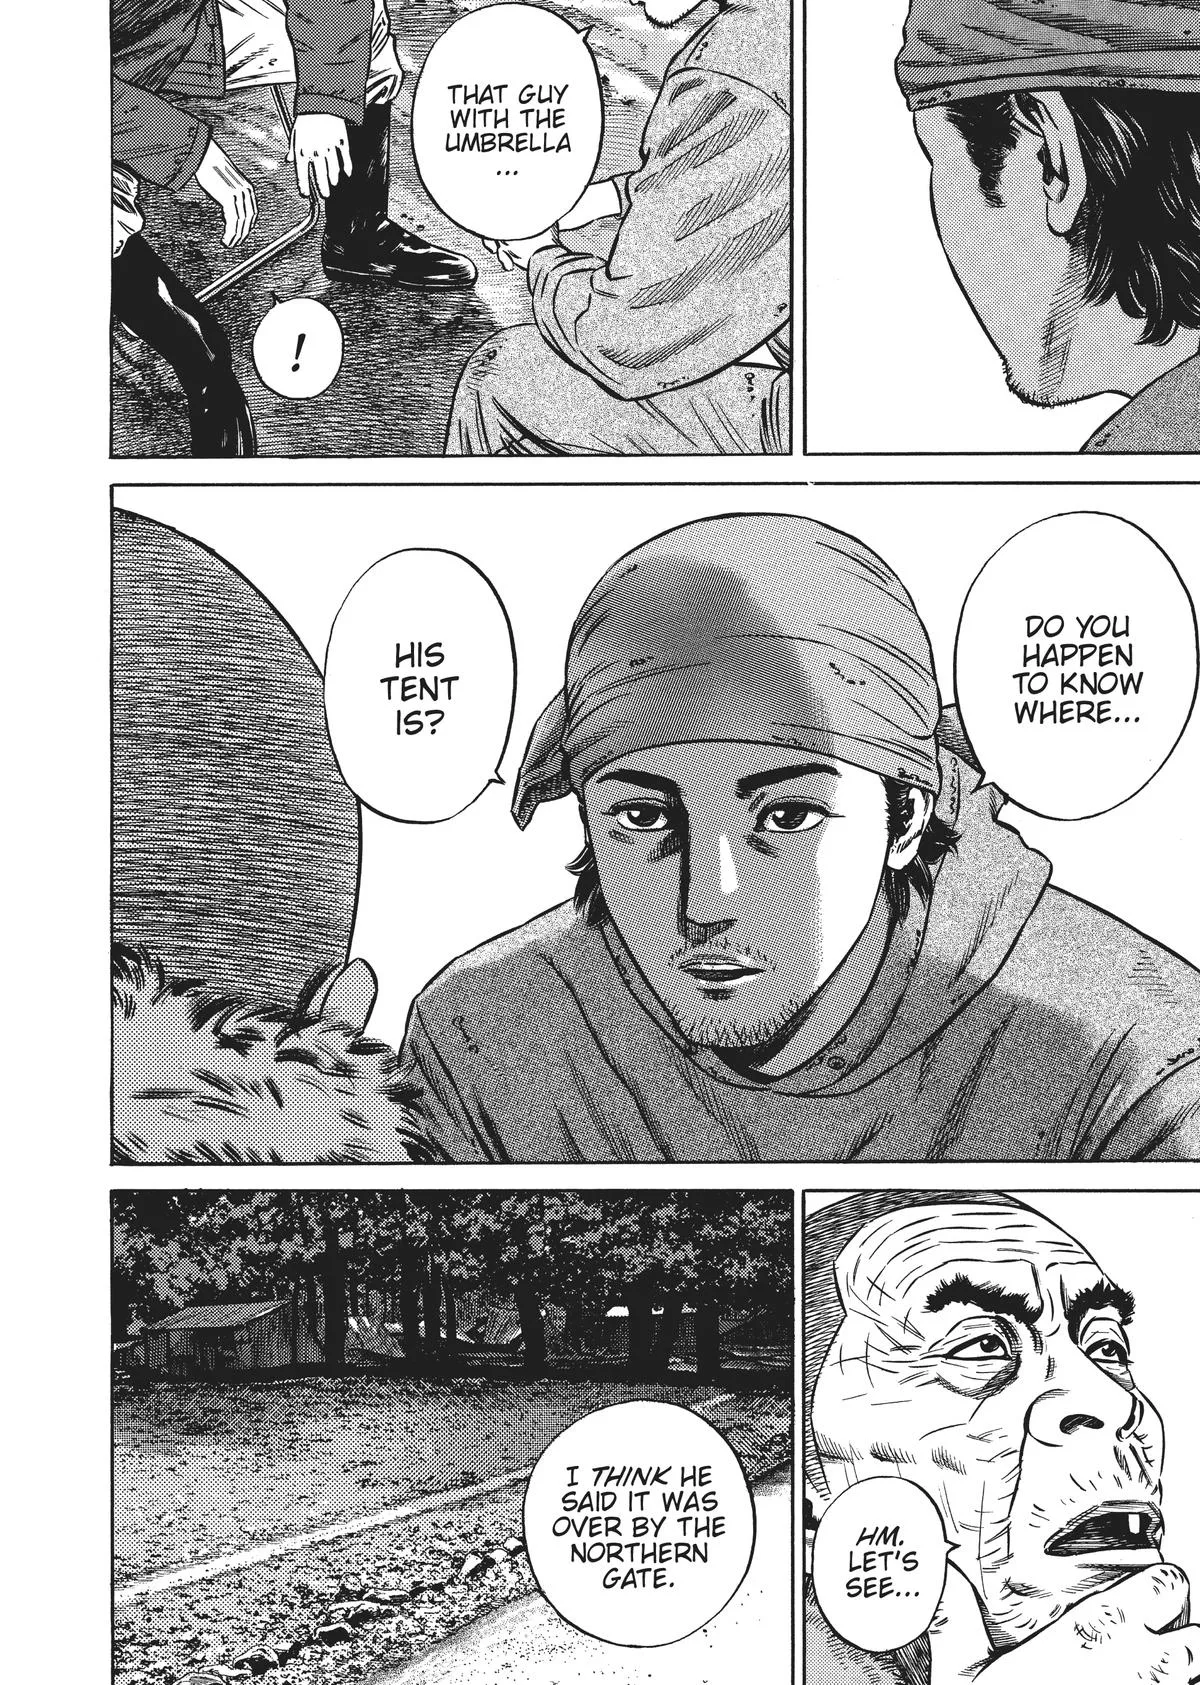 THAT GUY
WITH THE
UMBRELLA
...
!
DO YOU
HAPPEN
TO KNOW
WHERE...
HIS
TENT
IS?
HM.
LET'S
SEE...
I THINK HE
SAID IT WAS
OVER BY THE
NORTHERN
GATE.